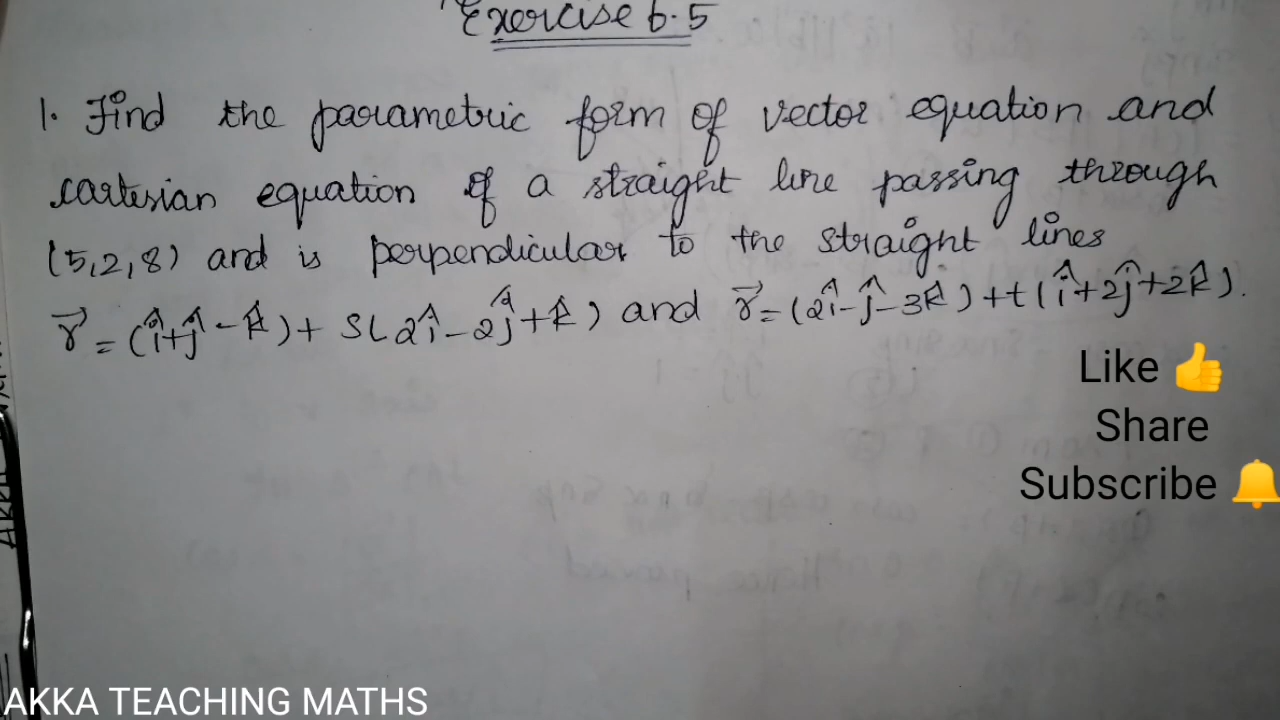 Exercise 6.5
1. Find the parametric form of vector equation and
cartesian equation of a straight line passing through
(5,2,8) and is perpendicular to the straight lines
r⃗ = (î+ĵ-k̂)+ S(2î-2ĵ+k̂) and r⃗ = (2î-ĵ-3k̂)+t(î+2ĵ+2k̂).
Like 👍
Share
Subscribe 🔔
AKKA TEACHING MATHS